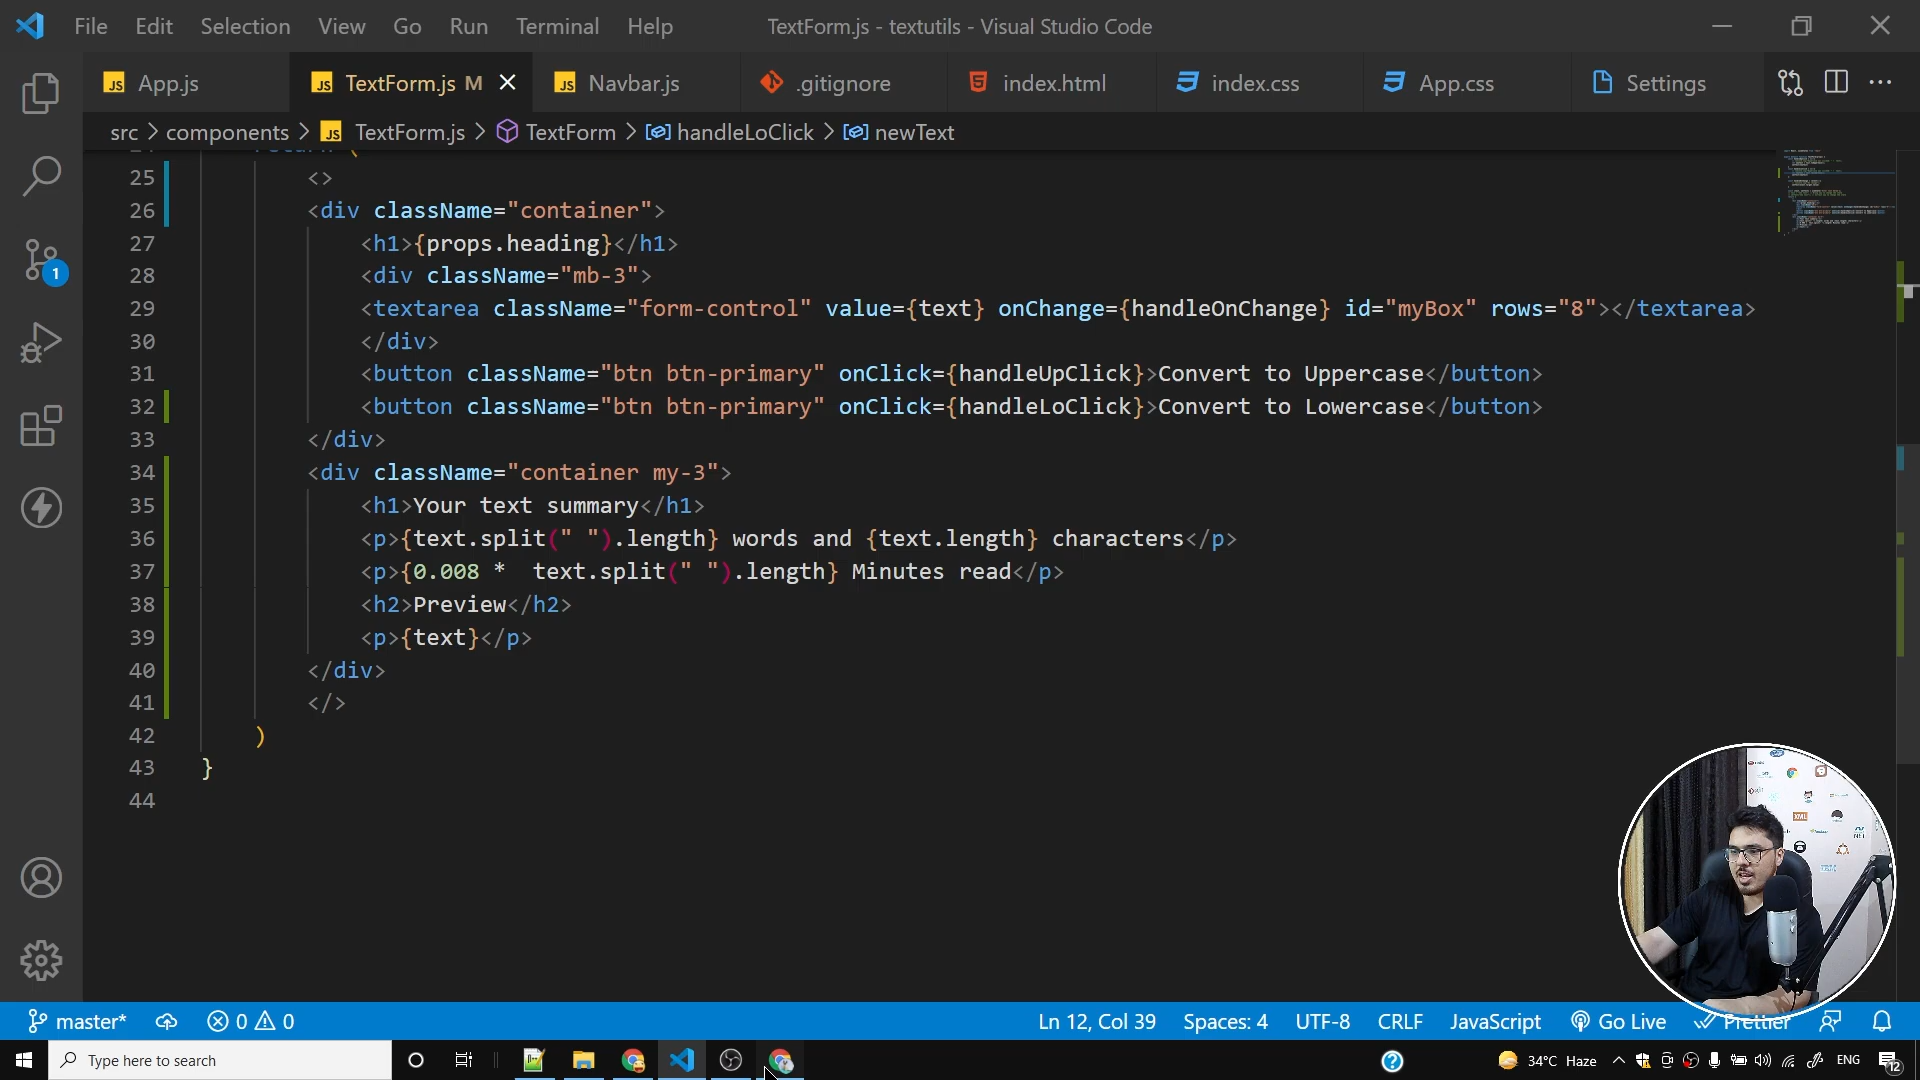 File Edit Selection View Go Run Terminal Help TextForm.js - textutils - Visual Studio Code
JS App.js JS TextForm.js M JS Navbar.js .gitignore index.html index.css App.css Settings
src > components > JS TextForm.js > TextForm > handleLoClick > newText
25 <>
26 <div className="container">
27 <h1>{props.heading}</h1>
28 <div className="mb-3">
29 <textarea className="form-control" value={text} onChange={handleOnChange} id="myBox" rows="8"></textarea>
30 </div>
31 <button className="btn btn-primary" onClick={handleUpClick}>Convert to Uppercase</button>
32 <button className="btn btn-primary" onClick={handleLoClick}>Convert to Lowercase</button>
33 </div>
34 <div className="container my-3">
35 <h1>Your text summary</h1>
36 <p>{text.split(" ").length} words and {text.length} characters</p>
37 <p>{0.008 *  text.split(" ").length} Minutes read</p>
38 <h2>Preview</h2>
39 <p>{text}</p>
40 </div>
41 </>
42 )
43 }
44
1
XML
master* 0 0 Ln 12, Col 39 Spaces: 4 UTF-8 CRLF JavaScript Go Live Prettier
Type here to search 34°C Haze ENG 12